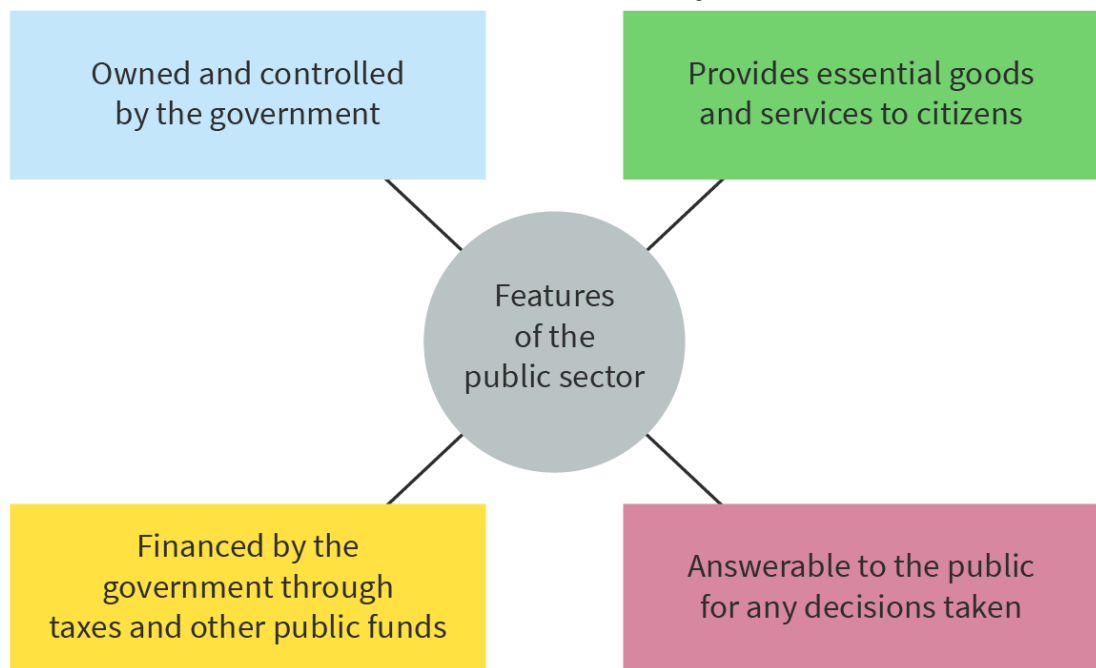 Owned and controlled
by the government
Provides essential goods
and services to citizens
Features
of the
public sector
Financed by the
government through
taxes and other public funds
Answerable to the public
for any decisions taken